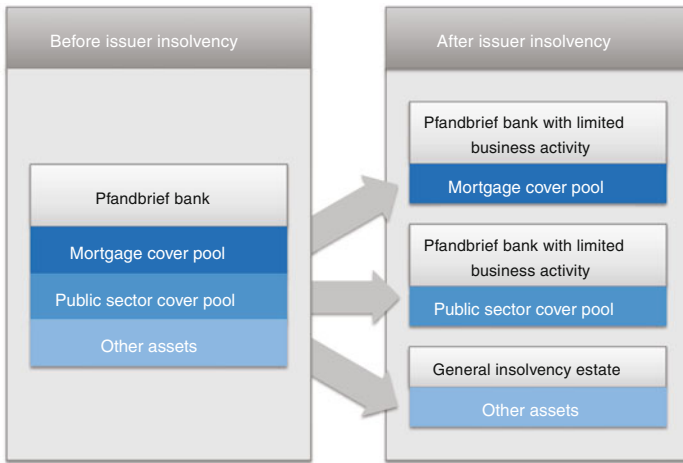 Before issuer insolvency
Pfandbrief bank
Mortgage cover pool
Public sector cover pool
Other assets
After issuer insolvency
Pfandbrief bank with limited
business activity
Mortgage cover pool
Pfandbrief bank with limited
business activity
Public sector cover pool
General insolvency estate
Other assets